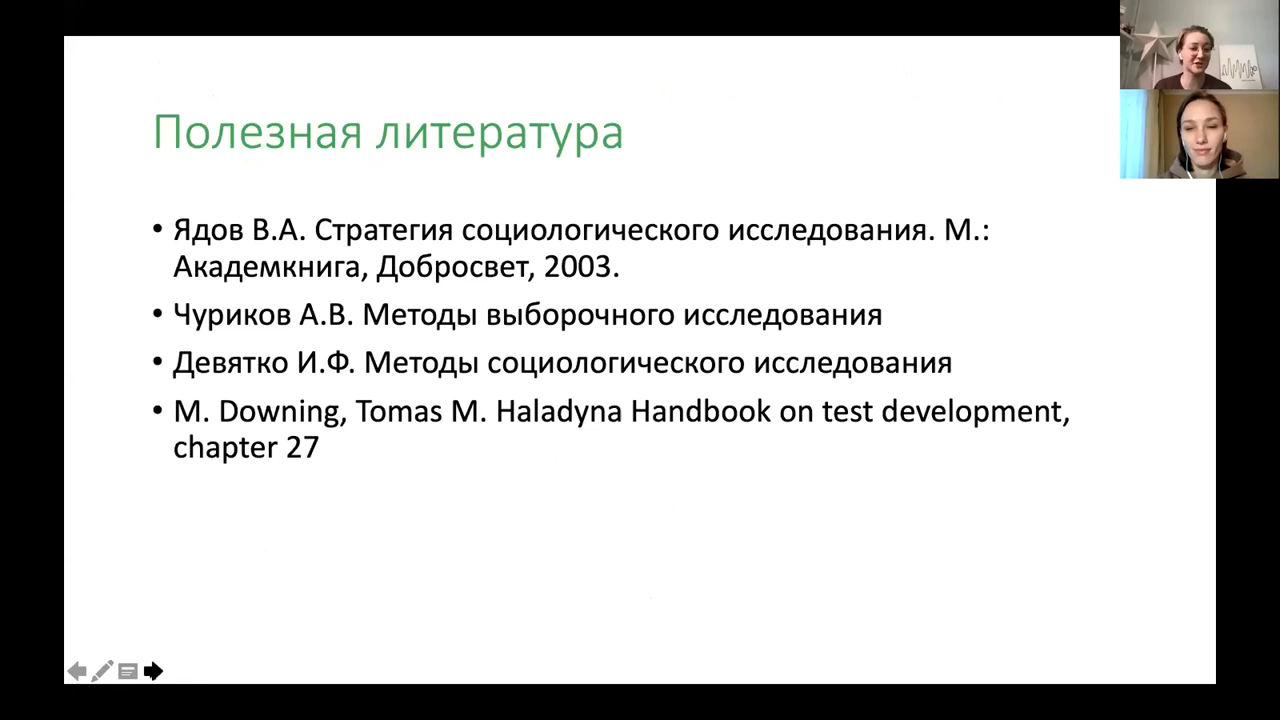 Полезная литература
• Ядов В.А. Стратегия социологического исследования. М.:
Академкнига, Добросвет, 2003.
• Чуриков А.В. Методы выборочного исследования
• Девятко И.Ф. Методы социологического исследования
• M. Downing, Tomas M. Haladyna Handbook on test development,
chapter 27